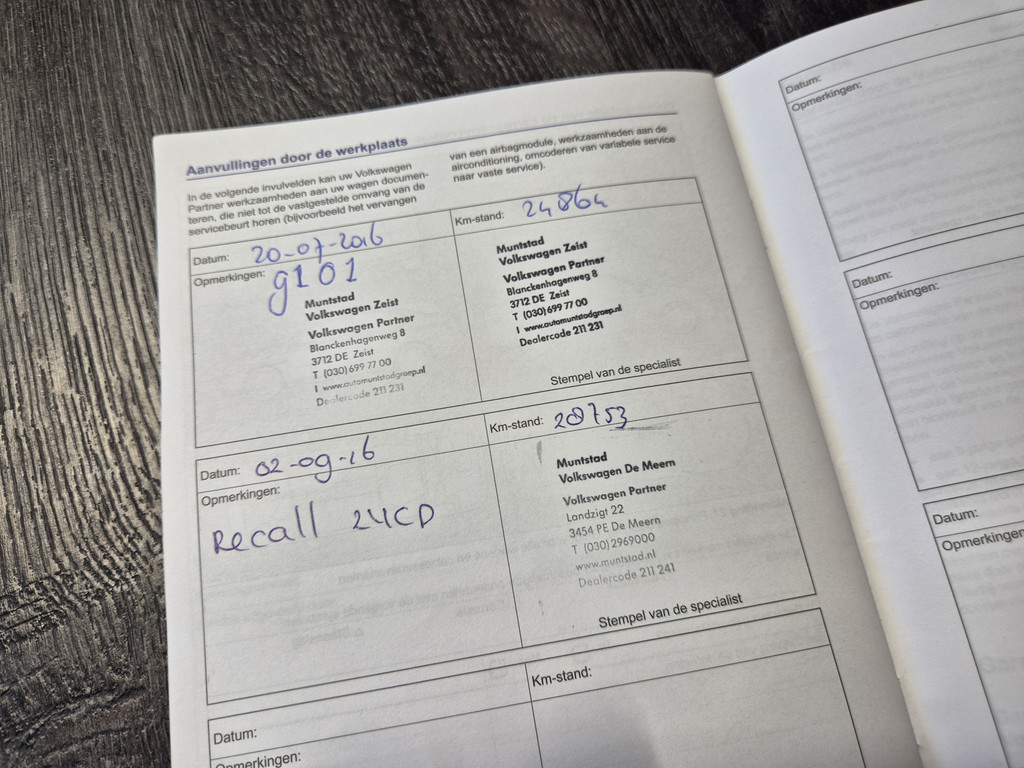 Aanvullingen door de werkplaats
In de volgende invulvelden kan uw Volkswagen
Partner werkzaamheden aan uw wagen documen-
teren, die niet tot de vastgestelde omvang van de
servicebeurt horen (bijvoorbeeld het vervangen
van een airbagmodule, werkzaamheden aan de
airconditioning, omcoderen van variabele service
naar vaste service).
Datum: 20-07-2016
Km-stand: 24864
Opmerkingen: g101
Muntstad
Volkswagen Zeist
Volkswagen Partner
Blanckenhagenweg 8
3712 DE Zeist
T (030) 699 77 00
I www.automuntstadgroep.nl
Dealercode 211 231
Muntstad
Volkswagen Zeist
Volkswagen Partner
Blanckenhagenweg 8
3712 DE Zeist
T (030) 699 77 00
I www.automuntstadgroep.nl
Dealercode 211 231
Stempel van de specialist
Datum: 02-09-16
Km-stand: 28753
Opmerkingen:
Recall 24CD
Muntstad
Volkswagen De Meern
Volkswagen Partner
Landzigt 22
3454 PE De Meern
T (030) 2969000
www.muntstad.nl
Dealercode 211 241
Stempel van de specialist
Datum:
Km-stand:
Opmerkingen:
Datum:
Opmerkingen:
Datum:
Opmerkingen:
Datum:
Opmerkingen